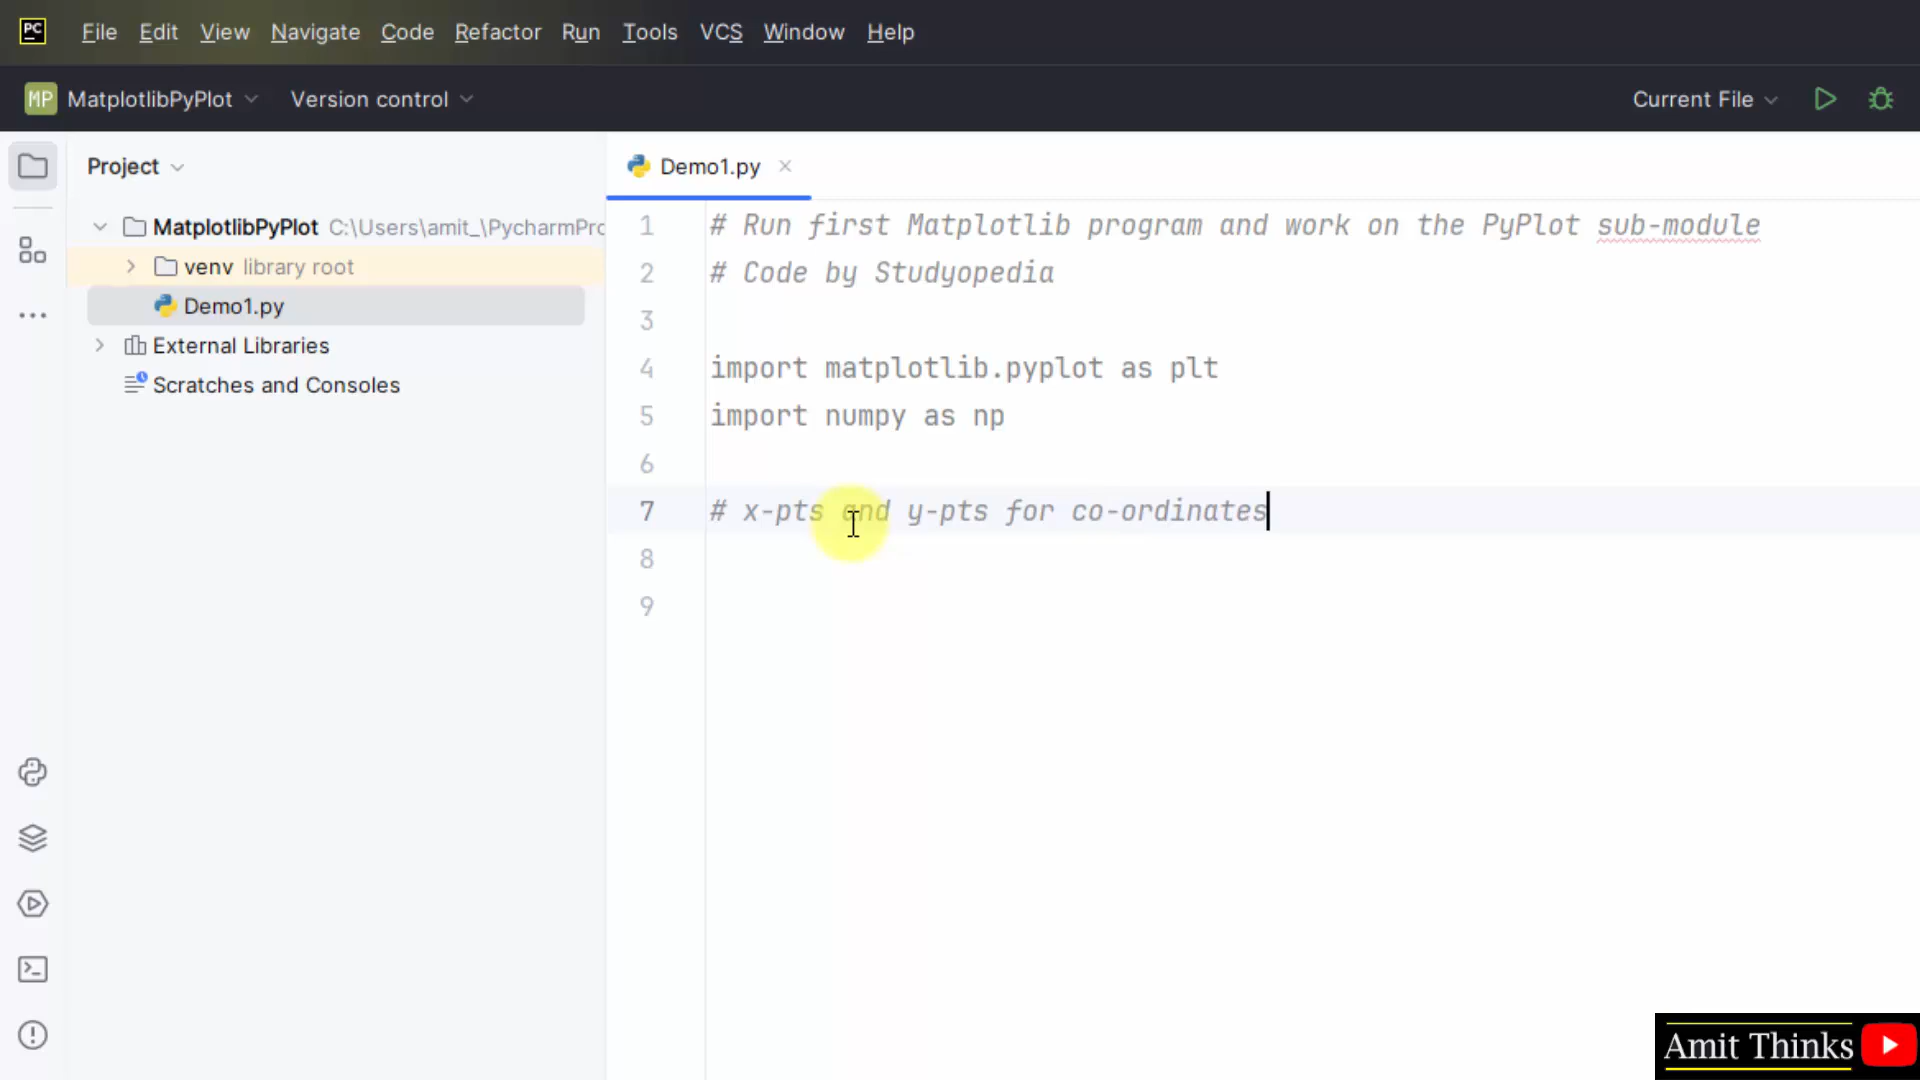 PC File Edit View Navigate Code Refactor Run Tools VCS Window Help
MP MatplotlibPyPlot Version control Current File
Project
Demo1.py
MatplotlibPyPlot C:\Users\amit_\PycharmPro
venv library root
Demo1.py
External Libraries
Scratches and Consoles
1 # Run first Matplotlib program and work on the PyPlot sub-module
2 # Code by Studyopedia
3
4 import matplotlib.pyplot as plt
5 import numpy as np
6
7 # x-pts and y-pts for co-ordinates
8
9
Amit Thinks